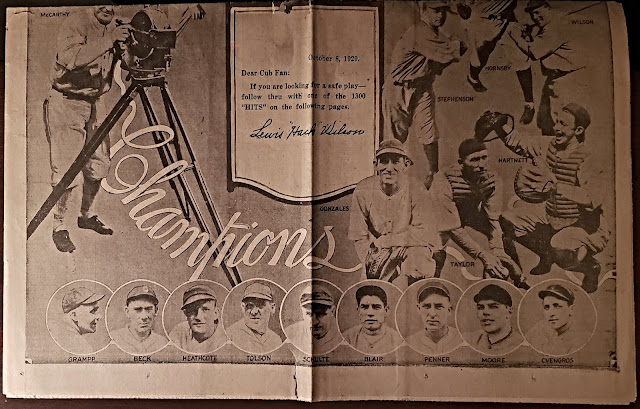 McCARTHY
WILSON
October 8, 1929.
Dear Cub Fan:
If you are looking for a safe play—
follow thru with one of the 1300
"HITS" on the following pages.
Lewis "Hack" Wilson
HORNSBY
STEPHENSON
HARTNETT
GONZALES
TAYLOR
Champions
GRAMPP
BECK
HEATHCOTE
TOLSON
SCHULTE
BLAIR
PENNER
MOORE
CVENGROS